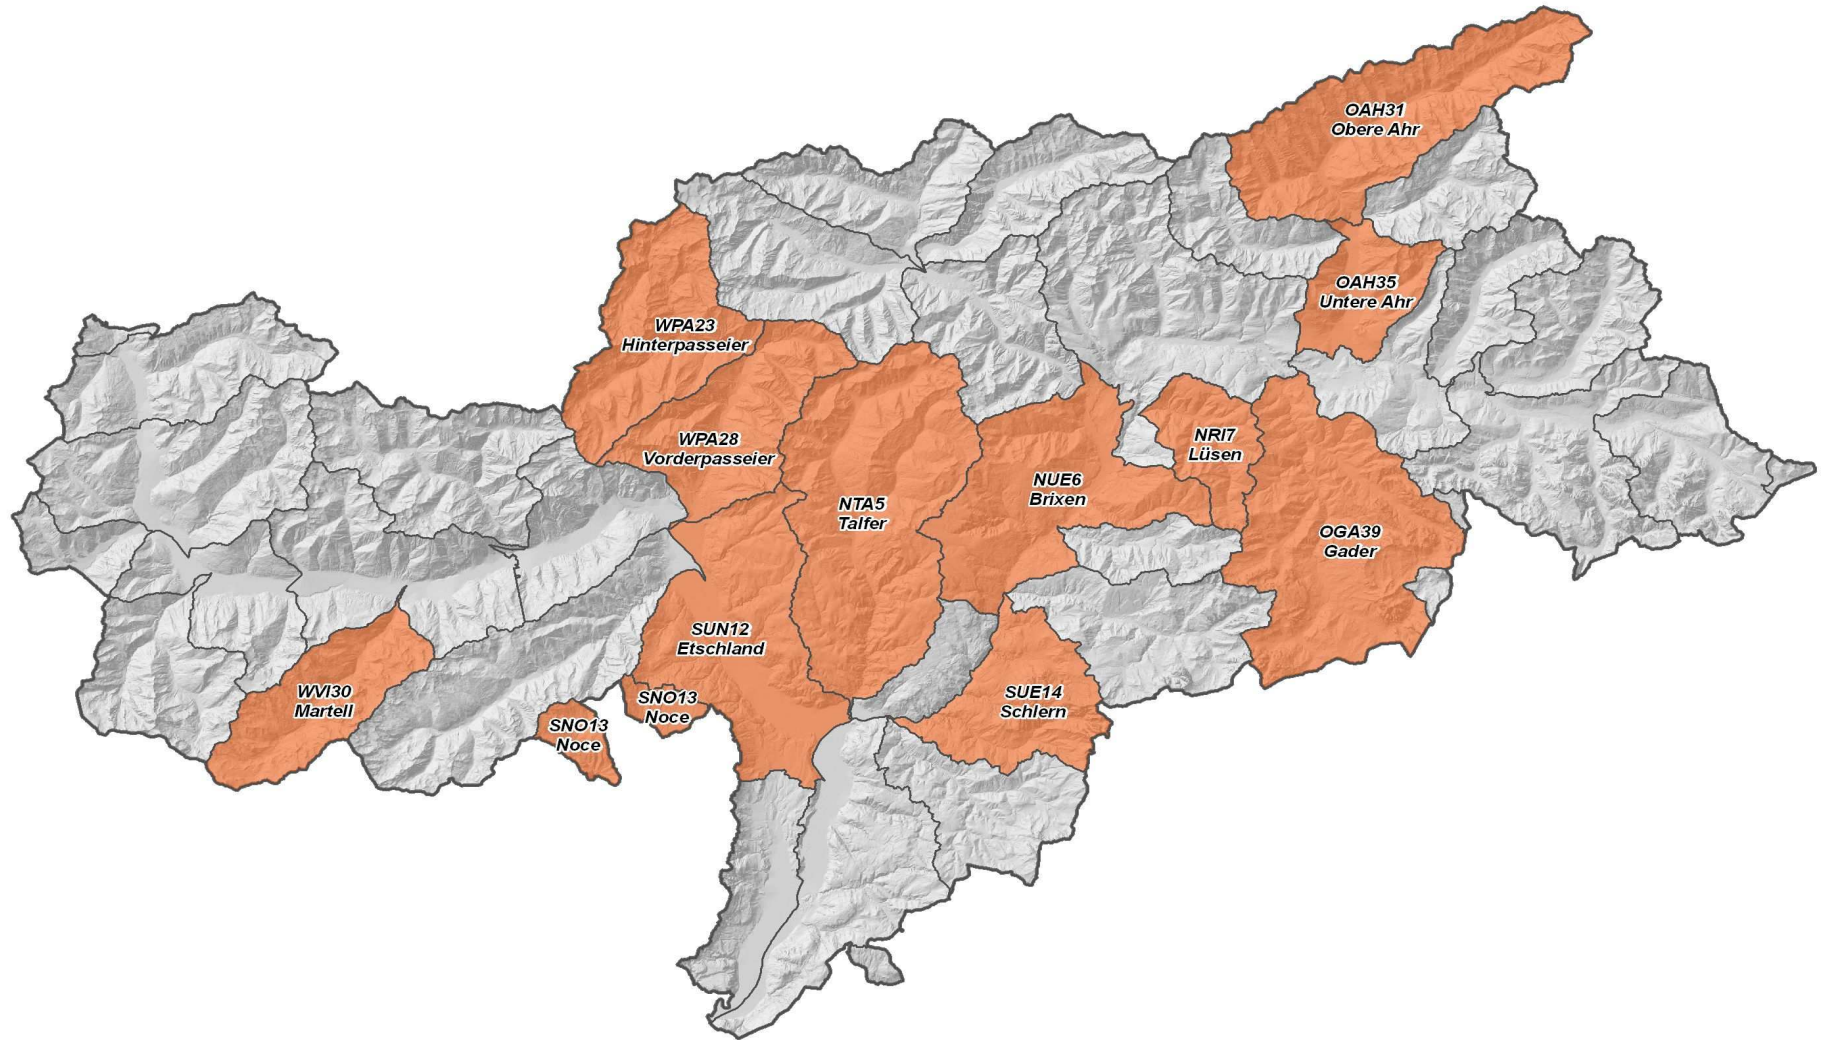 OAH31
Obere Ahr
OAH35
Untere Ahr
WPA23
Hinterpasseier
WPA28
Vorderpasseier
NRI7
Lüsen
NUE6
Brixen
NTA5
Talfer
OGA39
Gader
SUN12
Etschland
WVI30
Martell
SNO13
Noce
SNO13
Noce
SUE14
Schlern